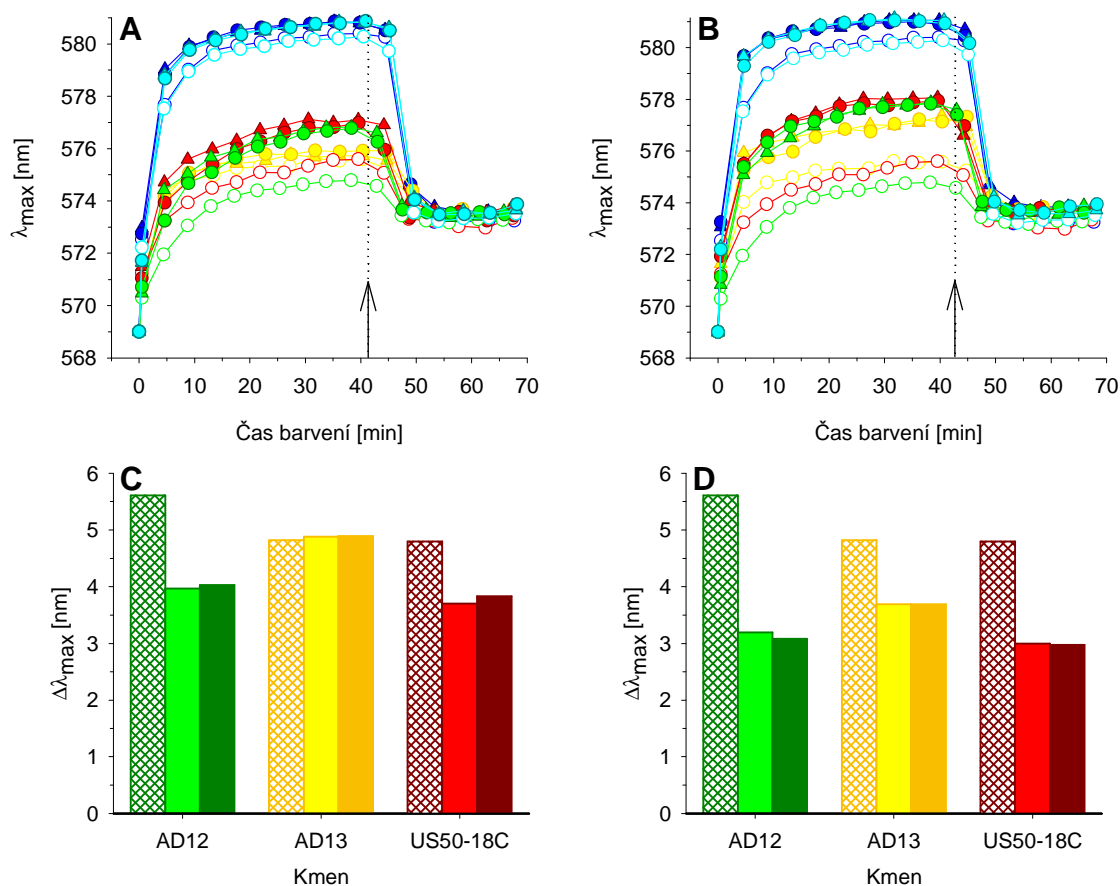 A
λmax [nm]
580
578
576
574
572
570
568
0 10 20 30 40 50 60 70
Čas barvení [min]
B
λmax [nm]
580
578
576
574
572
570
568
0 10 20 30 40 50 60 70
Čas barvení [min]
C
Δλmax [nm]
6
5
4
3
2
1
0
AD12 AD13 US50-18C
Kmen
D
Δλmax [nm]
6
5
4
3
2
1
0
AD12 AD13 US50-18C
Kmen